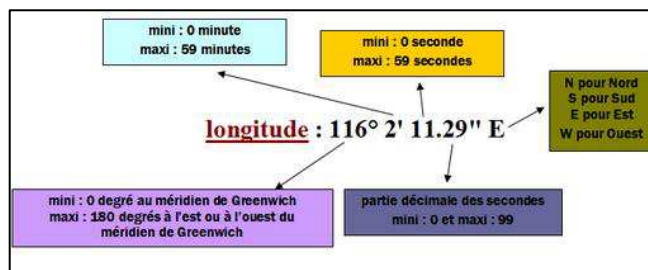 mini : 0 minute
maxi : 59 minutes
mini : 0 seconde
maxi : 59 secondes
N pour Nord
S pour Sud
E pour Est
W pour Ouest
longitude : 116° 2' 11.29" E
mini : 0 degré au méridien de Greenwich
maxi : 180 degrés à l'est ou à l'ouest du
méridien de Greenwich
partie décimale des secondes
mini : 0 et maxi : 99